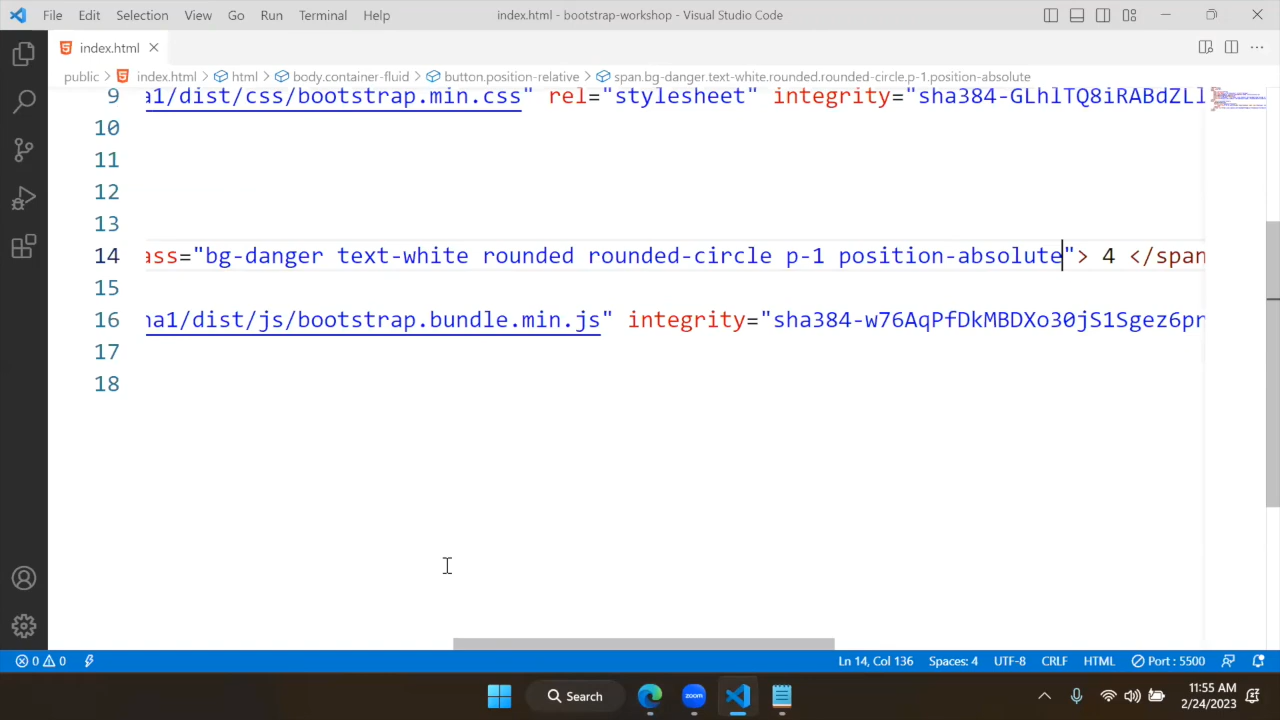 File Edit Selection View Go Run Terminal Help index.html - bootstrap-workshop - Visual Studio Code
index.html
public > index.html > html > body.container-fluid > button.position-relative > span.bg-danger.text-white.rounded.rounded-circle.p-1.position-absolute
9 a1/dist/css/bootstrap.min.css" rel="stylesheet" integrity="sha384-GLhlTQ8iRABdZLl
10
11
12
13
14 ass="bg-danger text-white rounded rounded-circle p-1 position-absolute"> 4 </span
15
16 ha1/dist/js/bootstrap.bundle.min.js" integrity="sha384-w76AqPfDkMBDXo30jS1Sgez6pr
17
18
0 0 Ln 14, Col 136 Spaces: 4 UTF-8 CRLF HTML Port : 5500
Search zoom 11:55 AM
2/24/2023